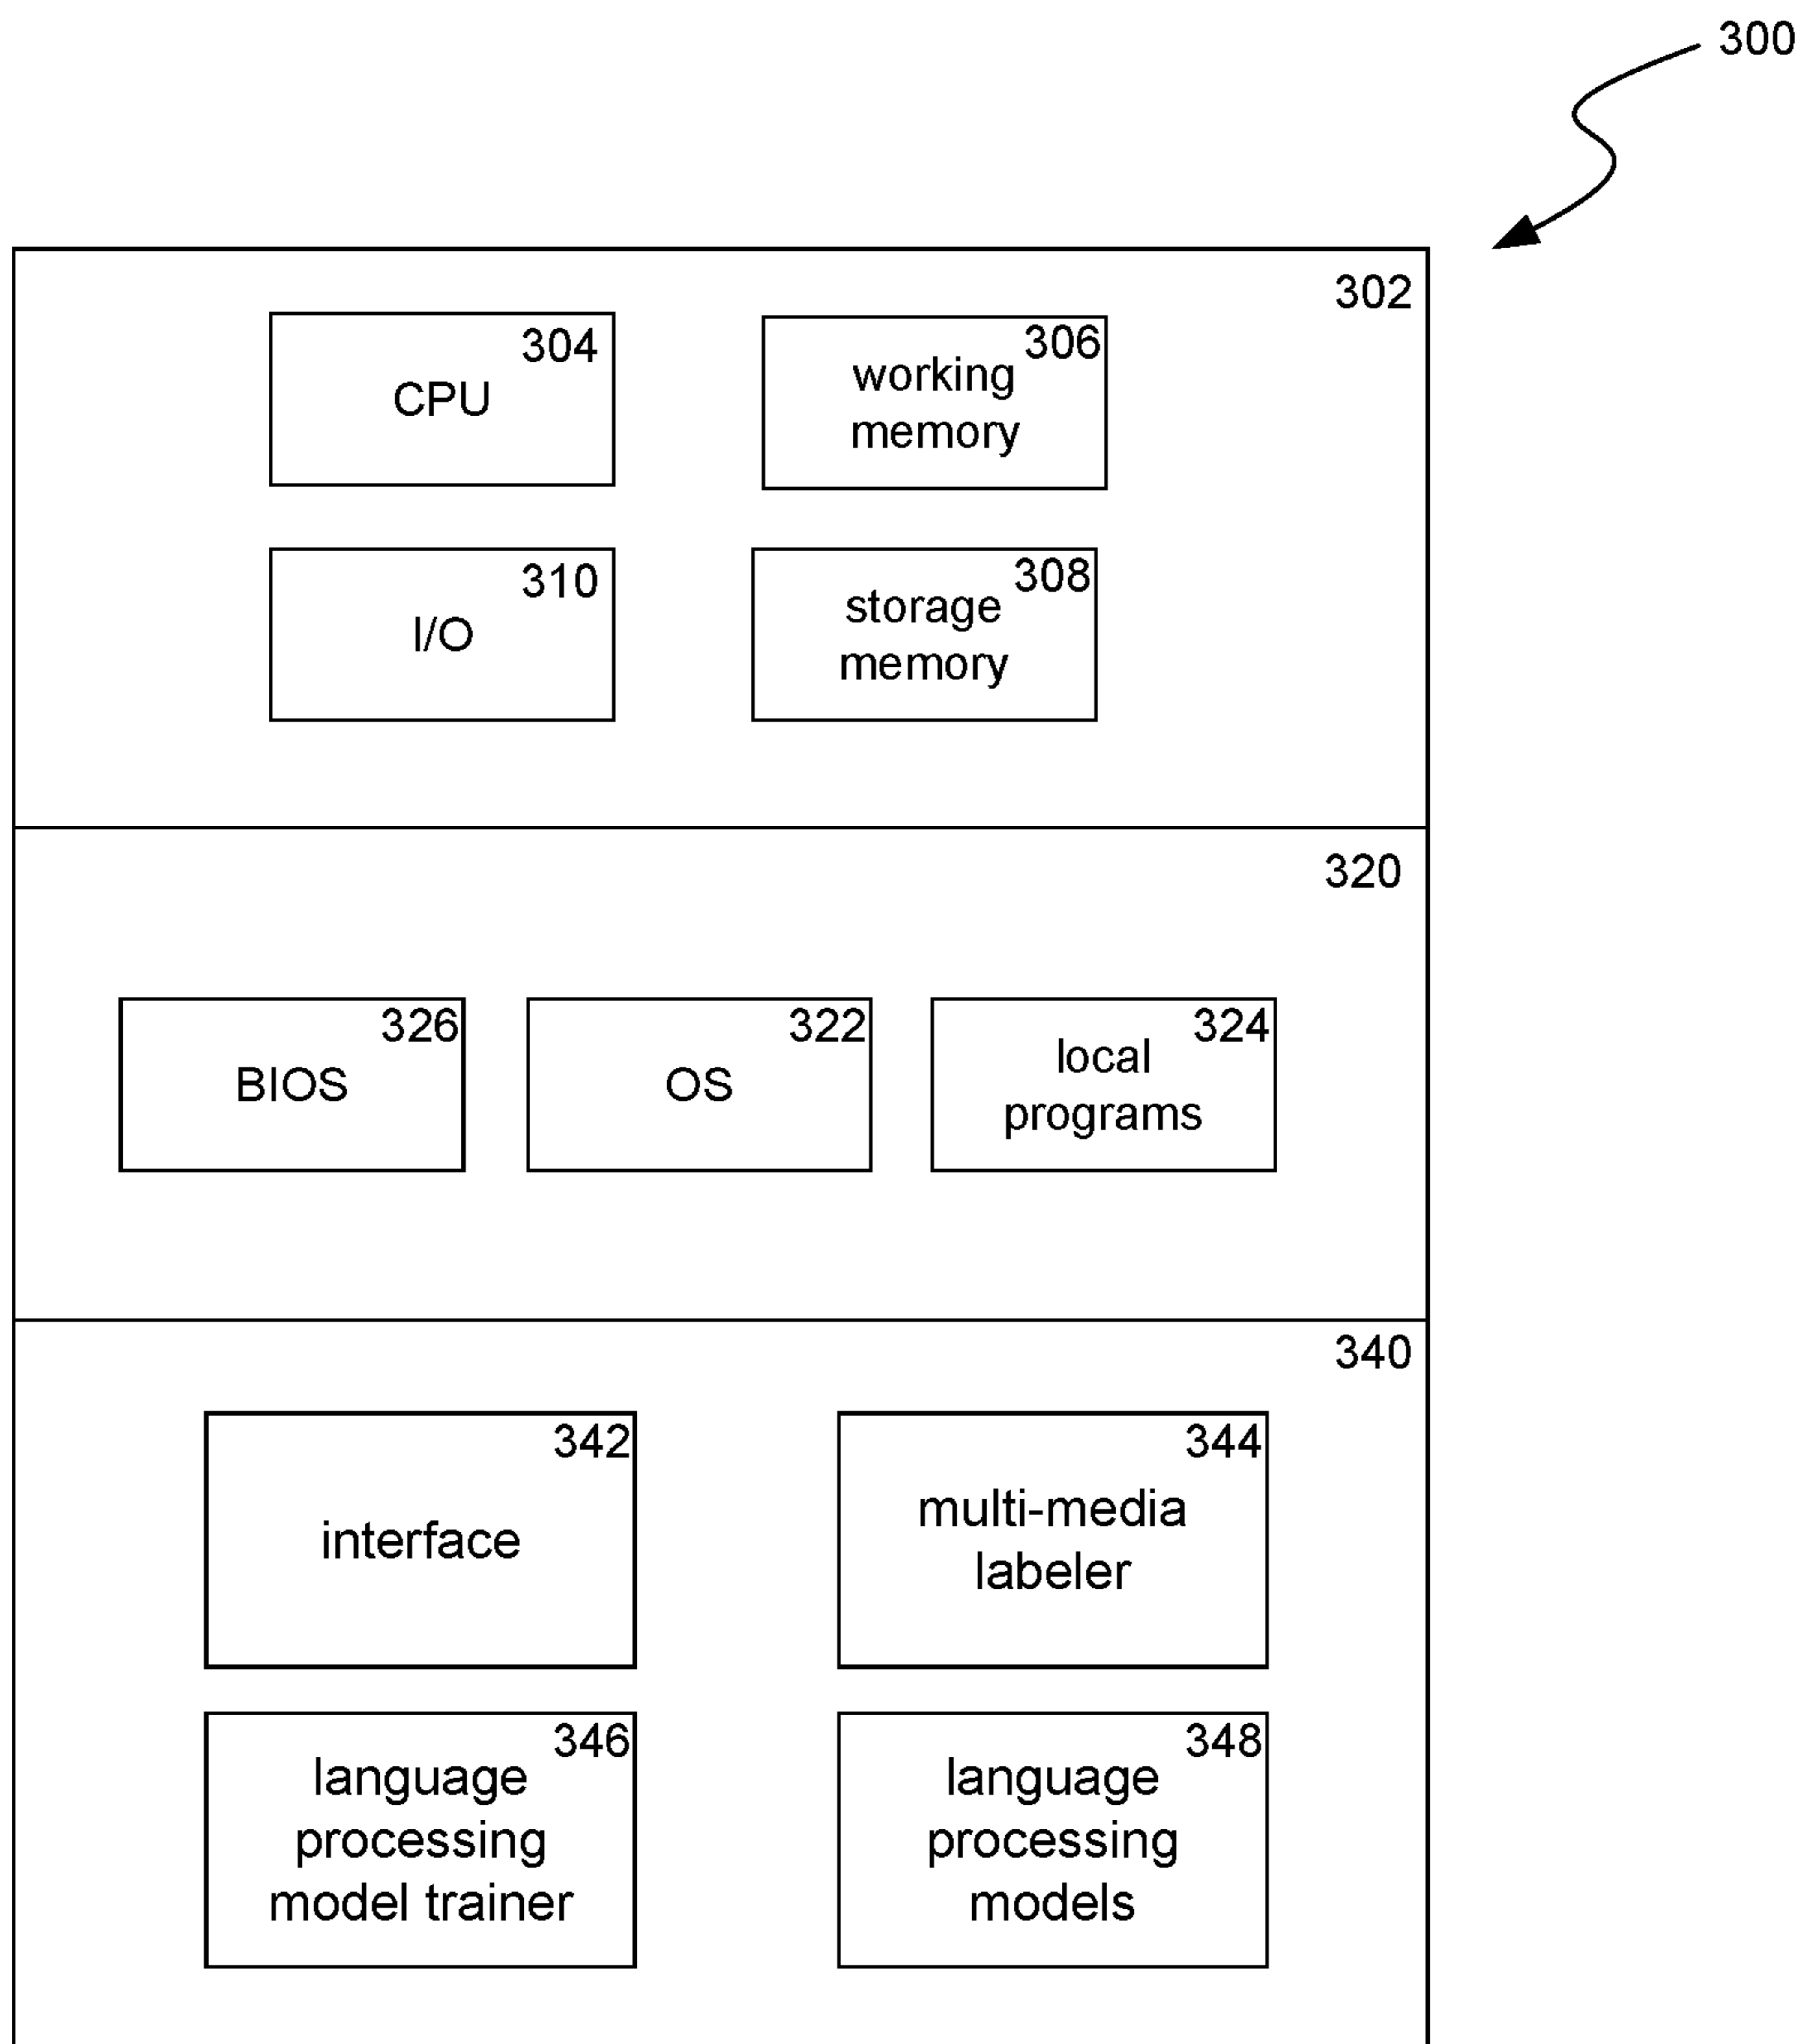 300
302
304
CPU
306
working
memory
310
I/O
308
storage
memory
320
326
BIOS
322
OS
324
local
programs
340
342
interface
344
multi-media
labeler
346
language
processing
model trainer
348
language
processing
models